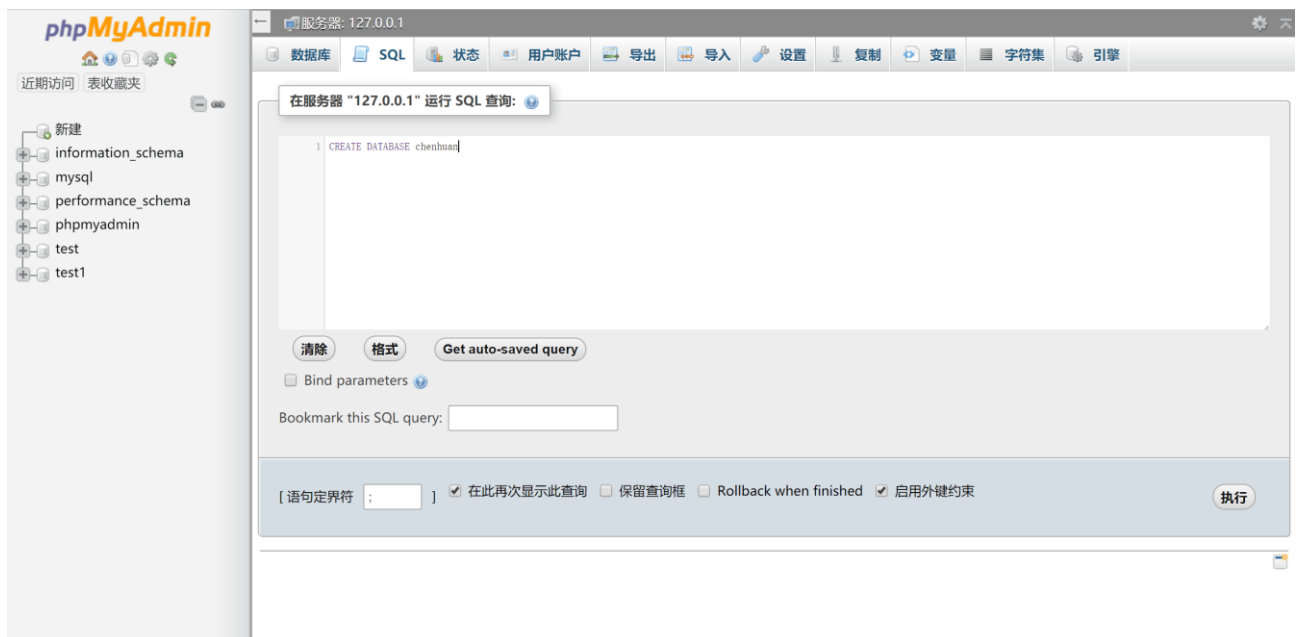 phpMyAdmin
近期访问 表收藏夹
新建
information_schema
mysql
performance_schema
phpmyadmin
test
test1
服务器: 127.0.0.1
数据库 SQL 状态 用户账户 导出 导入 设置 复制 变量 字符集 引擎
在服务器 "127.0.0.1" 运行 SQL 查询:
1 CREATE DATABASE chenhuan
清除 格式 Get auto-saved query
Bind parameters
Bookmark this SQL query:
[ 语句定界符 ; ] 在此再次显示此查询 保留查询框 Rollback when finished 启用外键约束 执行